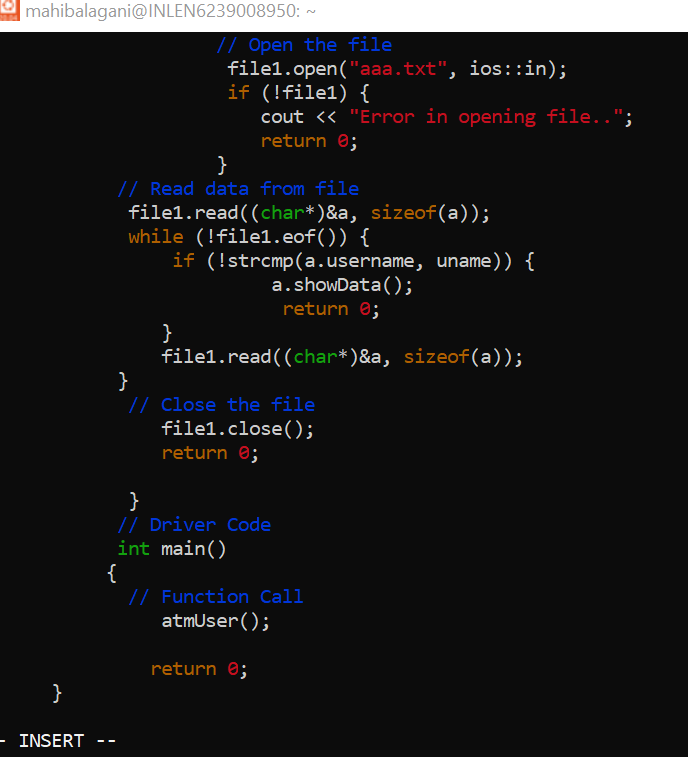 mahibalagani@INLEN6239008950: ~
// Open the file
file1.open("aaa.txt", ios::in);
if (!file1) {
cout << "Error in opening file..";
return 0;
}
// Read data from file
file1.read((char*)&a, sizeof(a));
while (!file1.eof()) {
if (!strcmp(a.username, uname)) {
a.showData();
return 0;
}
file1.read((char*)&a, sizeof(a));
}
// Close the file
file1.close();
return 0;
}
// Driver Code
int main()
{
// Function Call
atmUser();
return 0;
}
- INSERT --